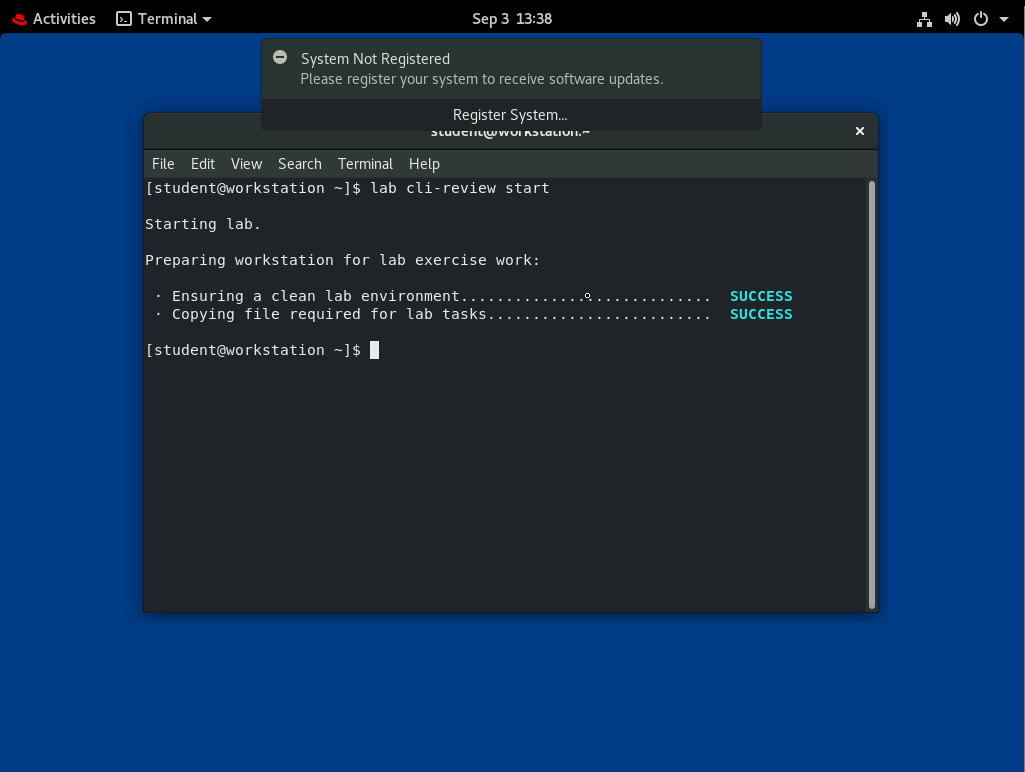 Activities Terminal Sep 3 13:38
System Not Registered
Please register your system to receive software updates.
Register System...
student@workstation:~
File Edit View Search Terminal Help
[student@workstation ~]$ lab cli-review start
Starting lab.
Preparing workstation for lab exercise work:
· Ensuring a clean lab environment............................ SUCCESS
· Copying file required for lab tasks......................... SUCCESS
[student@workstation ~]$